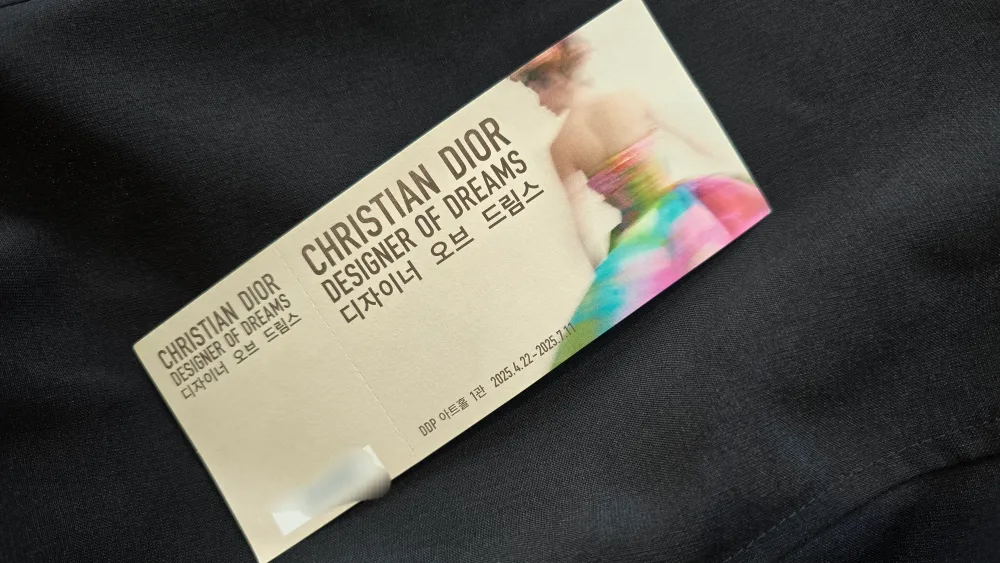 CHRISTIAN DIOR
DESIGNER OF DREAMS
디자이너 오브 드림스
CHRISTIAN DIOR
DESIGNER OF DREAMS
디자이너 오브 드림스
DDP 아트홀 1관 2025.4.22-2025.7.11